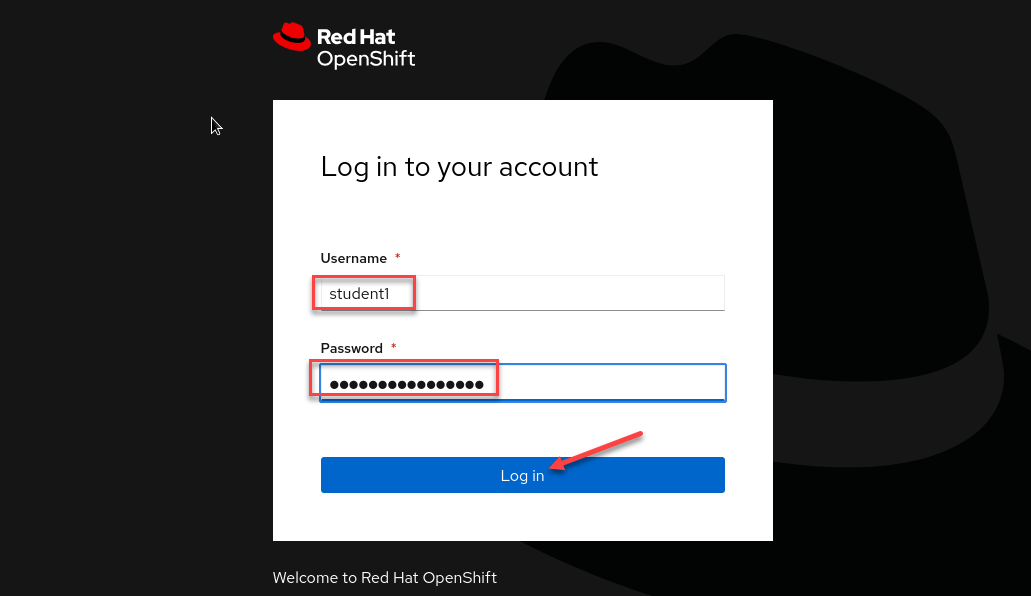 Red Hat
OpenShift
Log in to your account
Username *
student1
Password *
●●●●●●●●●●●●●●●●
Log in
Welcome to Red Hat OpenShift